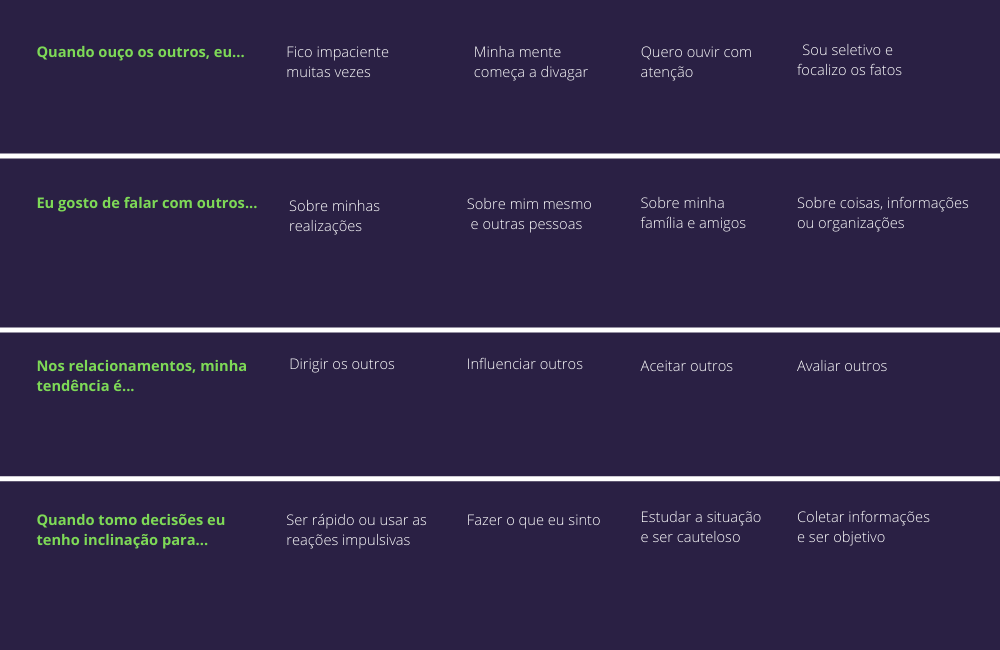 Quando ouço os outros, eu...
Fico impaciente
muitas vezes
Minha mente
começa a divagar
Quero ouvir com
atenção
Sou seletivo e
focalizo os fatos
Eu gosto de falar com outros...
Sobre minhas
realizações
Sobre mim mesmo
e outras pessoas
Sobre minha
família e amigos
Sobre coisas, informações
ou organizações
Nos relacionamentos, minha
tendência é...
Dirigir os outros
Influenciar outros
Aceitar outros
Avaliar outros
Quando tomo decisões eu
tenho inclinação para...
Ser rápido ou usar as
reações impulsivas
Fazer o que eu sinto
Estudar a situação
e ser cauteloso
Coletar informações
e ser objetivo